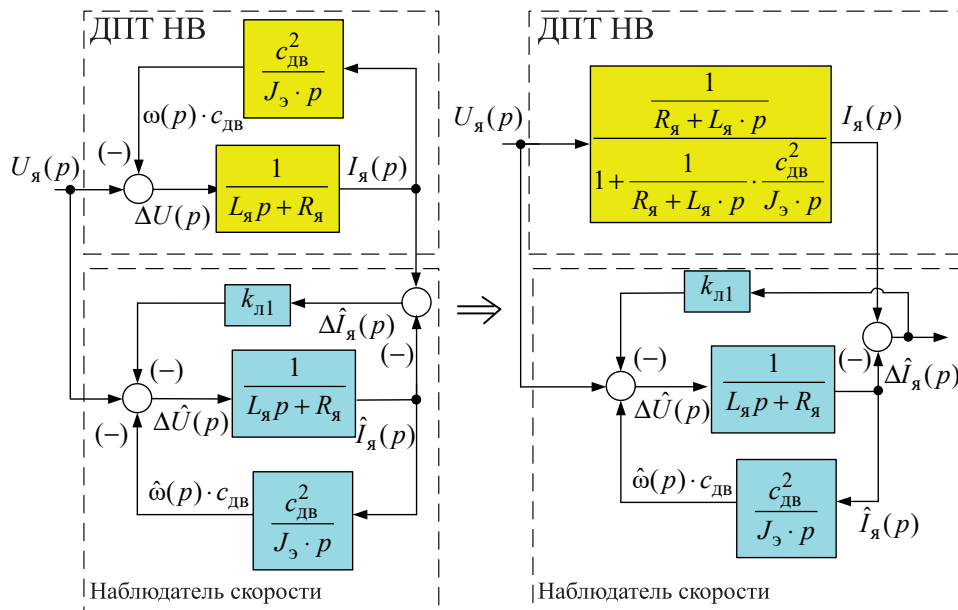 ДПТ НВ
c²дв
Jэ · p
ω(p) · cдв
(−)
Uя(p)
ΔU(p)
1
Lяp + Rя
Iя(p)
kл1
ΔÎя(p)
(−)
(−)
ΔÛ(p)
(−)
1
Lяp + Rя
Îя(p)
ω̂(p) · cдв
c²дв
Jэ · p
Наблюдатель скорости
⇒
ДПТ НВ
Uя(p)
1
Rя + Lя · p
1 + 1 · c²дв
Rя + Lя · p Jэ · p
Iя(p)
kл1
(−)
(−)
ΔÎя(p)
ΔÛ(p)
1
Lяp + Rя
ω̂(p) · cдв
c²дв
Jэ · p
Îя(p)
Наблюдатель скорости